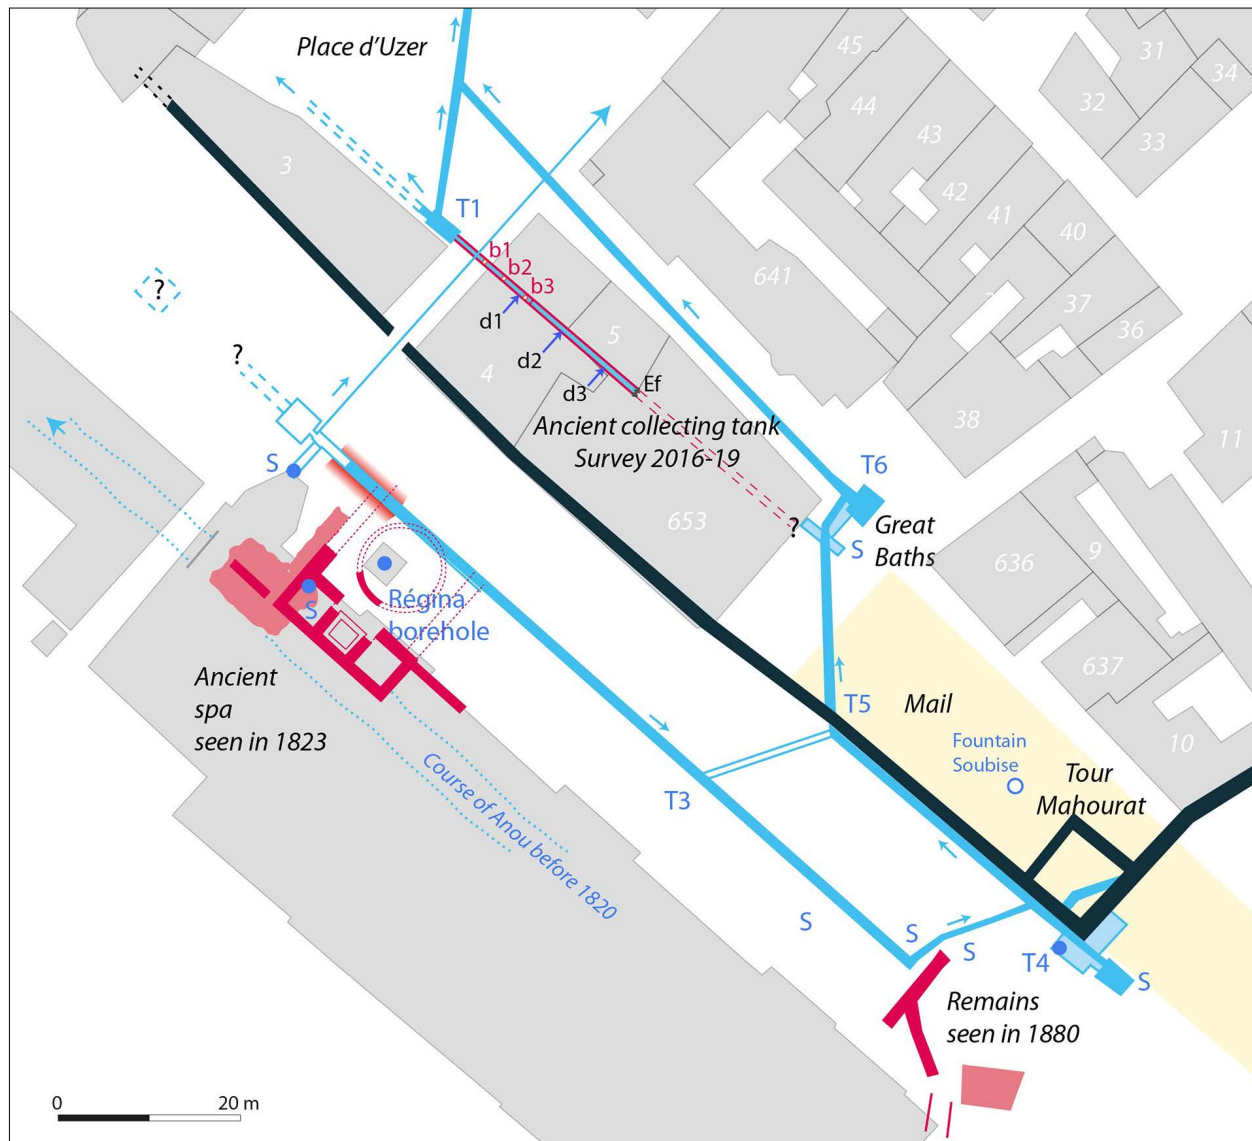 Place d'Uzer
45
31
34
44
32
43
33
3
42
T1
41
40
b1
b2
641
b3
?
37
d1
36
5
d2
?
4
Ef
d3
38
Ancient collecting tank
Survey 2016-19
11
S
T6
653
?
Great
Baths
S
9
636
Régina
borehole
S
637
Ancient
spa
seen in 1823
T5
Mail
Fountain
Soubise
10
Course of Anou before 1820
T3
Tour
Mahourat
S
S
S
T4
S
Remains
seen in 1880
0
20 m